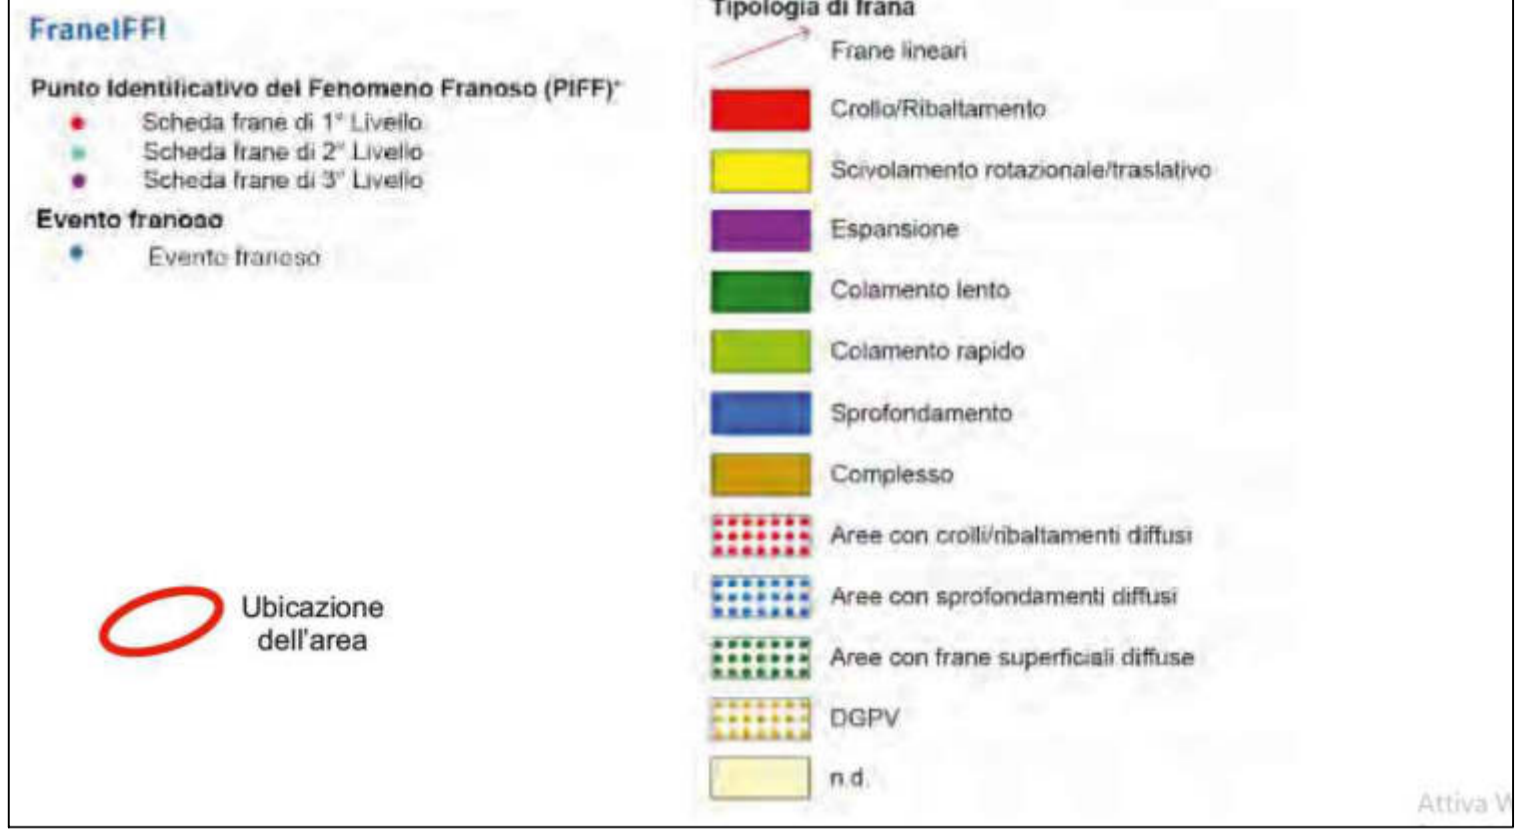 FraneIFFI
Punto Identificativo del Fenomeno Franoso (PIFF)*
Scheda frane di 1° Livello
Scheda frane di 2° Livello
Scheda frane di 3° Livello
Evento franoso
Evento franoso
Ubicazione
dell'area
Tipologia di frana
Frane lineari
Crollo/Ribaltamento
Scivolamento rotazionale/traslativo
Espansione
Colamento lento
Colamento rapido
Sprofondamento
Complesso
Aree con crolli/ribaltamenti diffusi
Aree con sprofondamenti diffusi
Aree con frane superficiali diffuse
DGPV
n.d.
Attiva W